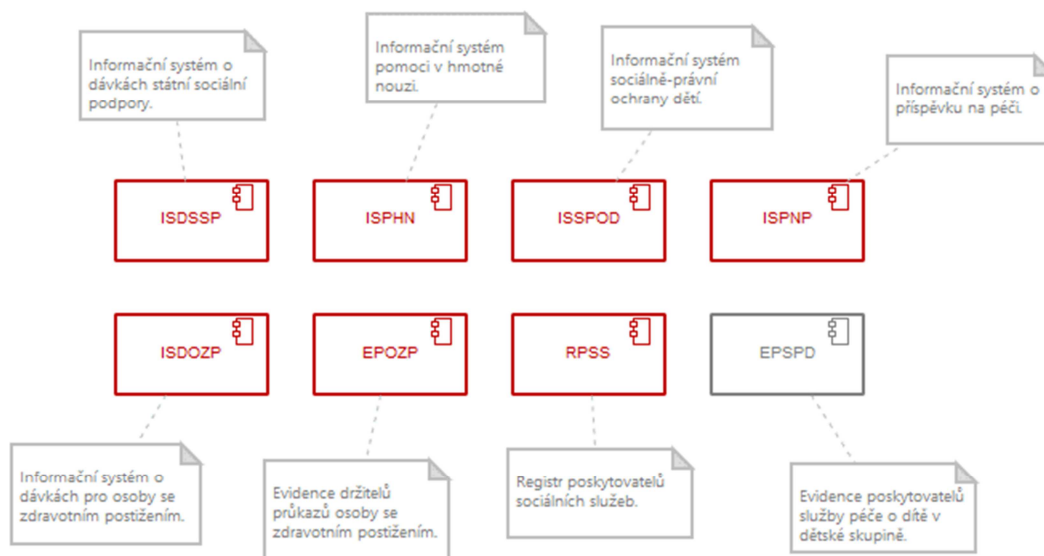 Informační systém o
dávkách státní sociální
podpory.
Informační systém
pomoci v hmotné
nouzi.
Informační systém
sociálně-právní
ochrany dětí.
Informační systém o
příspěvku na péči.
ISDSSP
ISPHN
ISSPOD
ISPNP
ISDOZP
EPOZP
RPSS
EPSPD
Informační systém o
dávkách pro osoby se
zdravotním postižením.
Evidence držitelů
průkazů osoby se
zdravotním postižením.
Registr poskytovatelů
sociálních služeb.
Evidence poskytovatelů
služby péče o dítě v
dětské skupině.